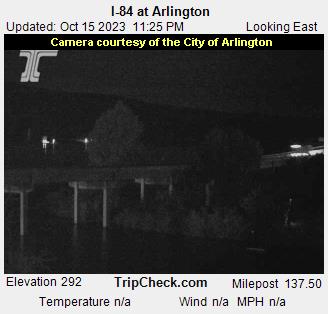 I-84 at Arlington
Updated: Oct 15 2023 11:25 PM Looking East
Camera courtesy of the City of Arlington
Elevation 292 TripCheck.com Milepost 137.50
Temperature n/a Wind n/a MPH n/a